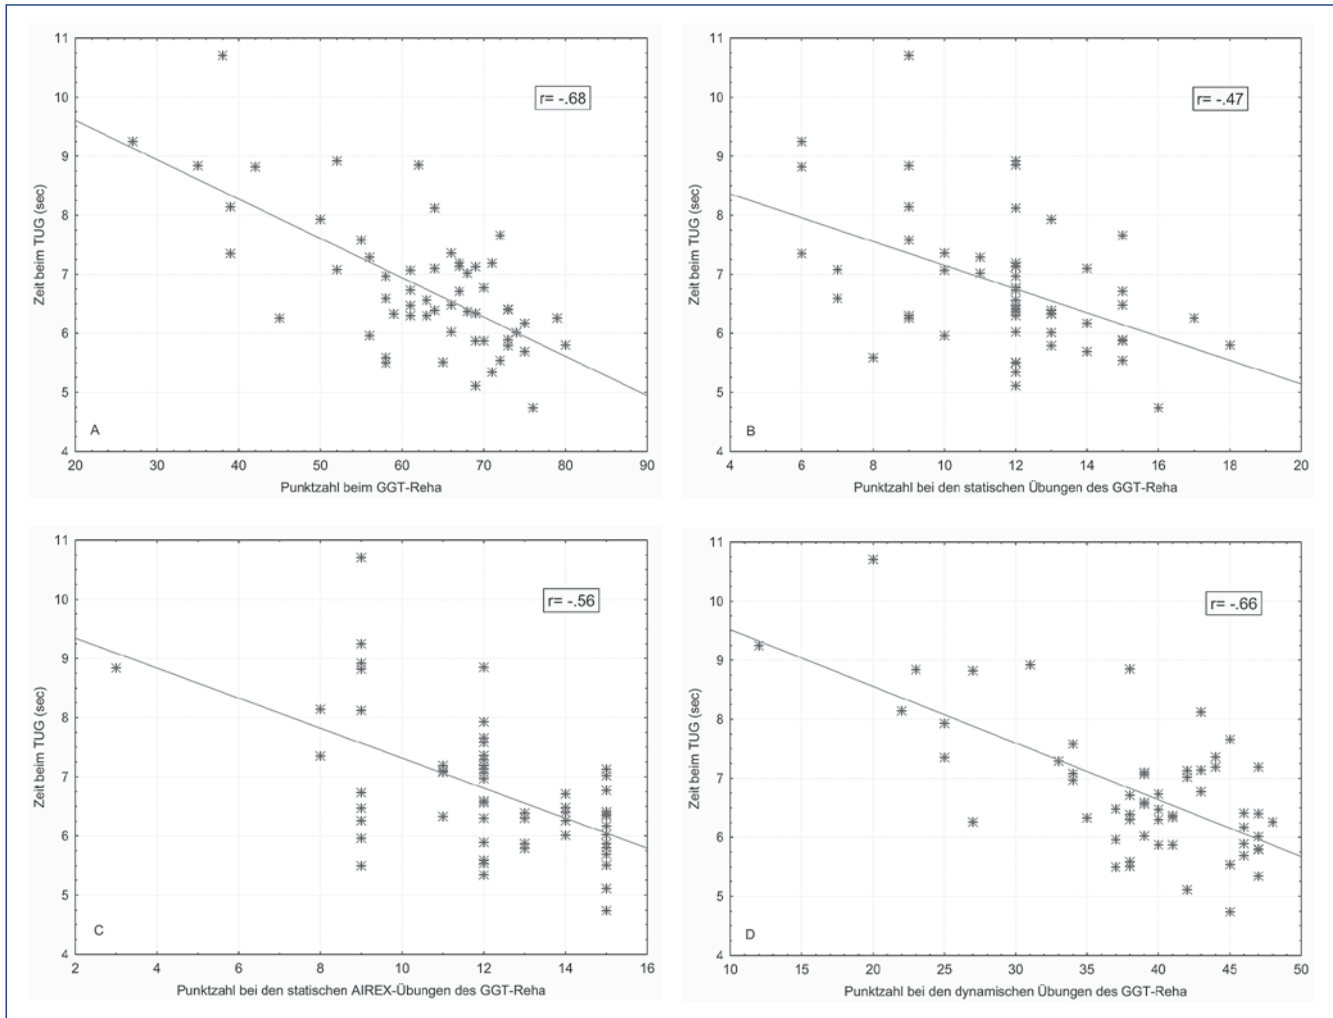 11
10
9
8
7
6
5
4
Zeit beim TUG (sec)
r= -.68
A
20 30 40 50 60 70 80 90
Punktzahl beim GGT-Reha
11
10
9
8
7
6
5
4
Zeit beim TUG (sec)
r= -.47
B
4 6 8 10 12 14 16 18 20
Punktzahl bei den statischen Übungen des GGT-Reha
11
10
9
8
7
6
5
4
Zeit beim TUG (sec)
r= -.56
C
2 4 6 8 10 12 14 16
Punktzahl bei den statischen AIREX-Übungen des GGT-Reha
11
10
9
8
7
6
5
4
Zeit beim TUG (sec)
r= -.66
D
10 15 20 25 30 35 40 45 50
Punktzahl bei den dynamischen Übungen des GGT-Reha